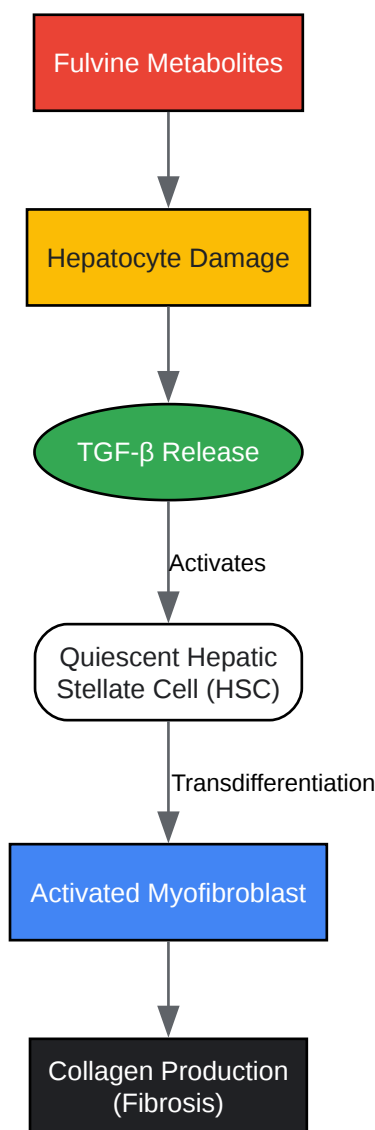 Fulvine Metabolites
Hepatocyte Damage
TGF-β Release
Activates
Quiescent Hepatic
Stellate Cell (HSC)
Transdifferentiation
Activated Myofibroblast
Collagen Production
(Fibrosis)